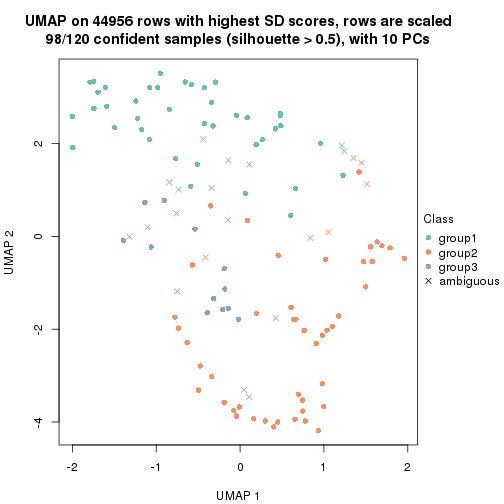 UMAP on 44956 rows with highest SD scores, rows are scaled
98/120 confident samples (silhouette > 0.5), with 10 PCs
Class
group1
group2
group3
ambiguous
UMAP 2
2
0
-2
-4
-2
-1
0
1
2
UMAP 1